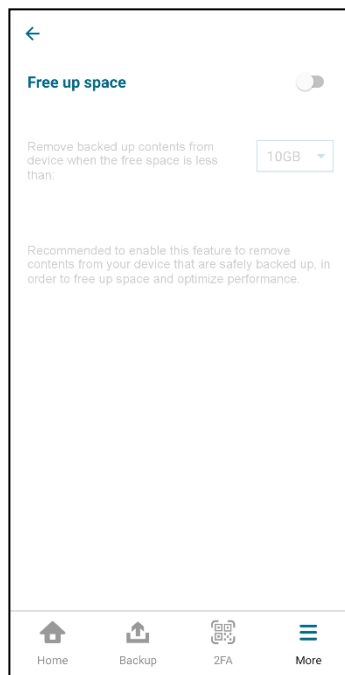 Free up space
Remove backed up contents from
device when the free space is less
than:
10GB
Recommended to enable this feature to remove
contents from your device that are safely backed up, in
order to free up space and optimize performance.
Home
Backup
2FA
More